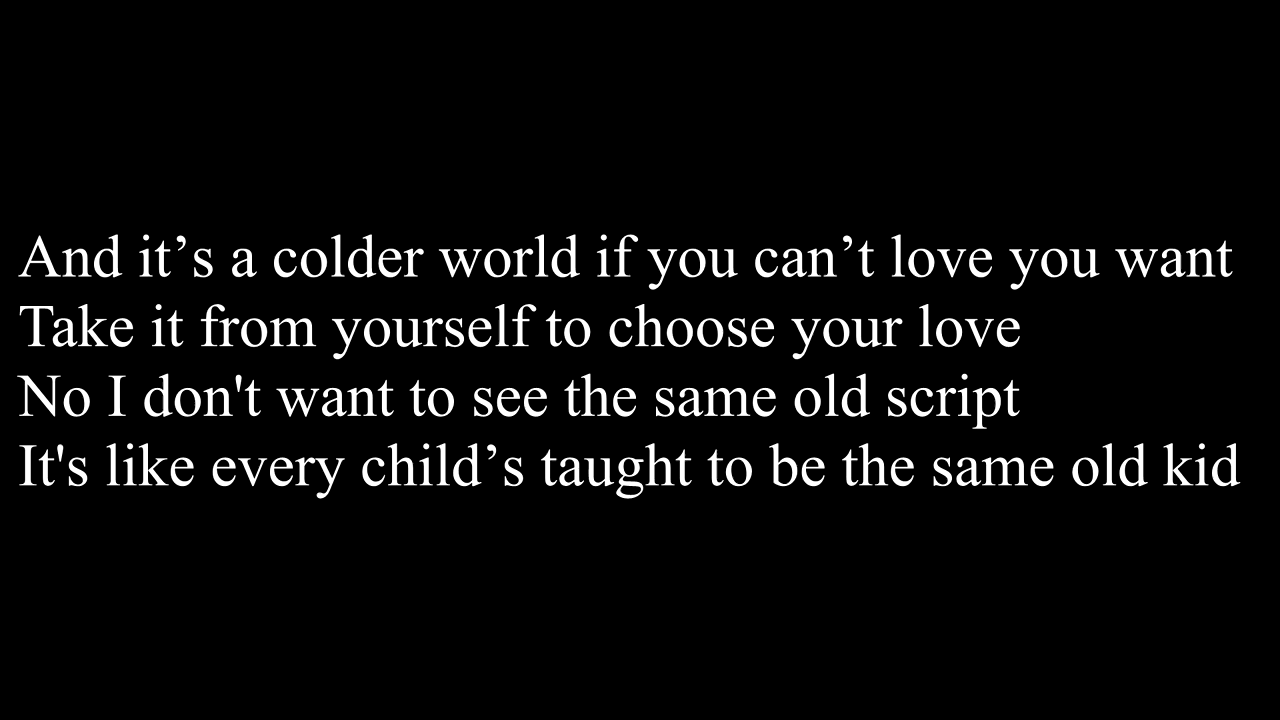 And it’s a colder world if you can’t love you want
Take it from yourself to choose your love
No I don't want to see the same old script
It's like every child’s taught to be the same old kid